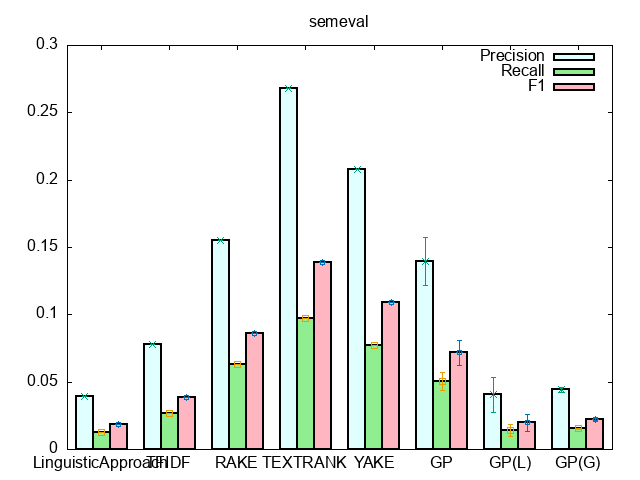 semeval
0.3
Precision
Recall
F1
0.25
0.2
0.15
0.1
0.05
0
LinguisticApproach TFIDF RAKE TEXTRANK YAKE GP GP(L) GP(G)